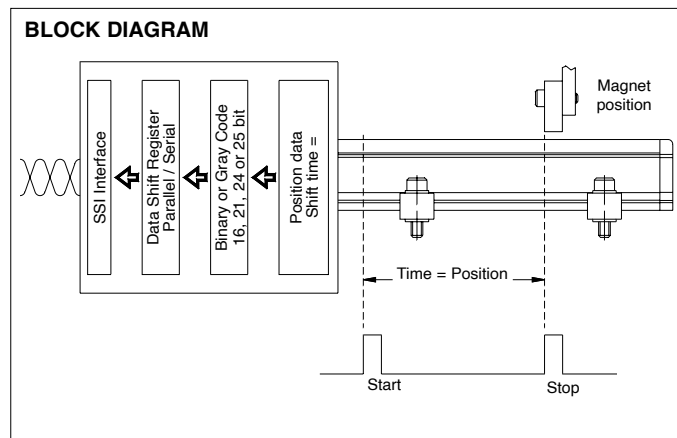 BLOCK DIAGRAM
SSI Interface
Data Shift Register
Parallel / Serial
Binary or Gray Code
16, 21, 24 or 25 bit
Position data
Shift time =
Magnet
position
Time = Position
Start
Stop